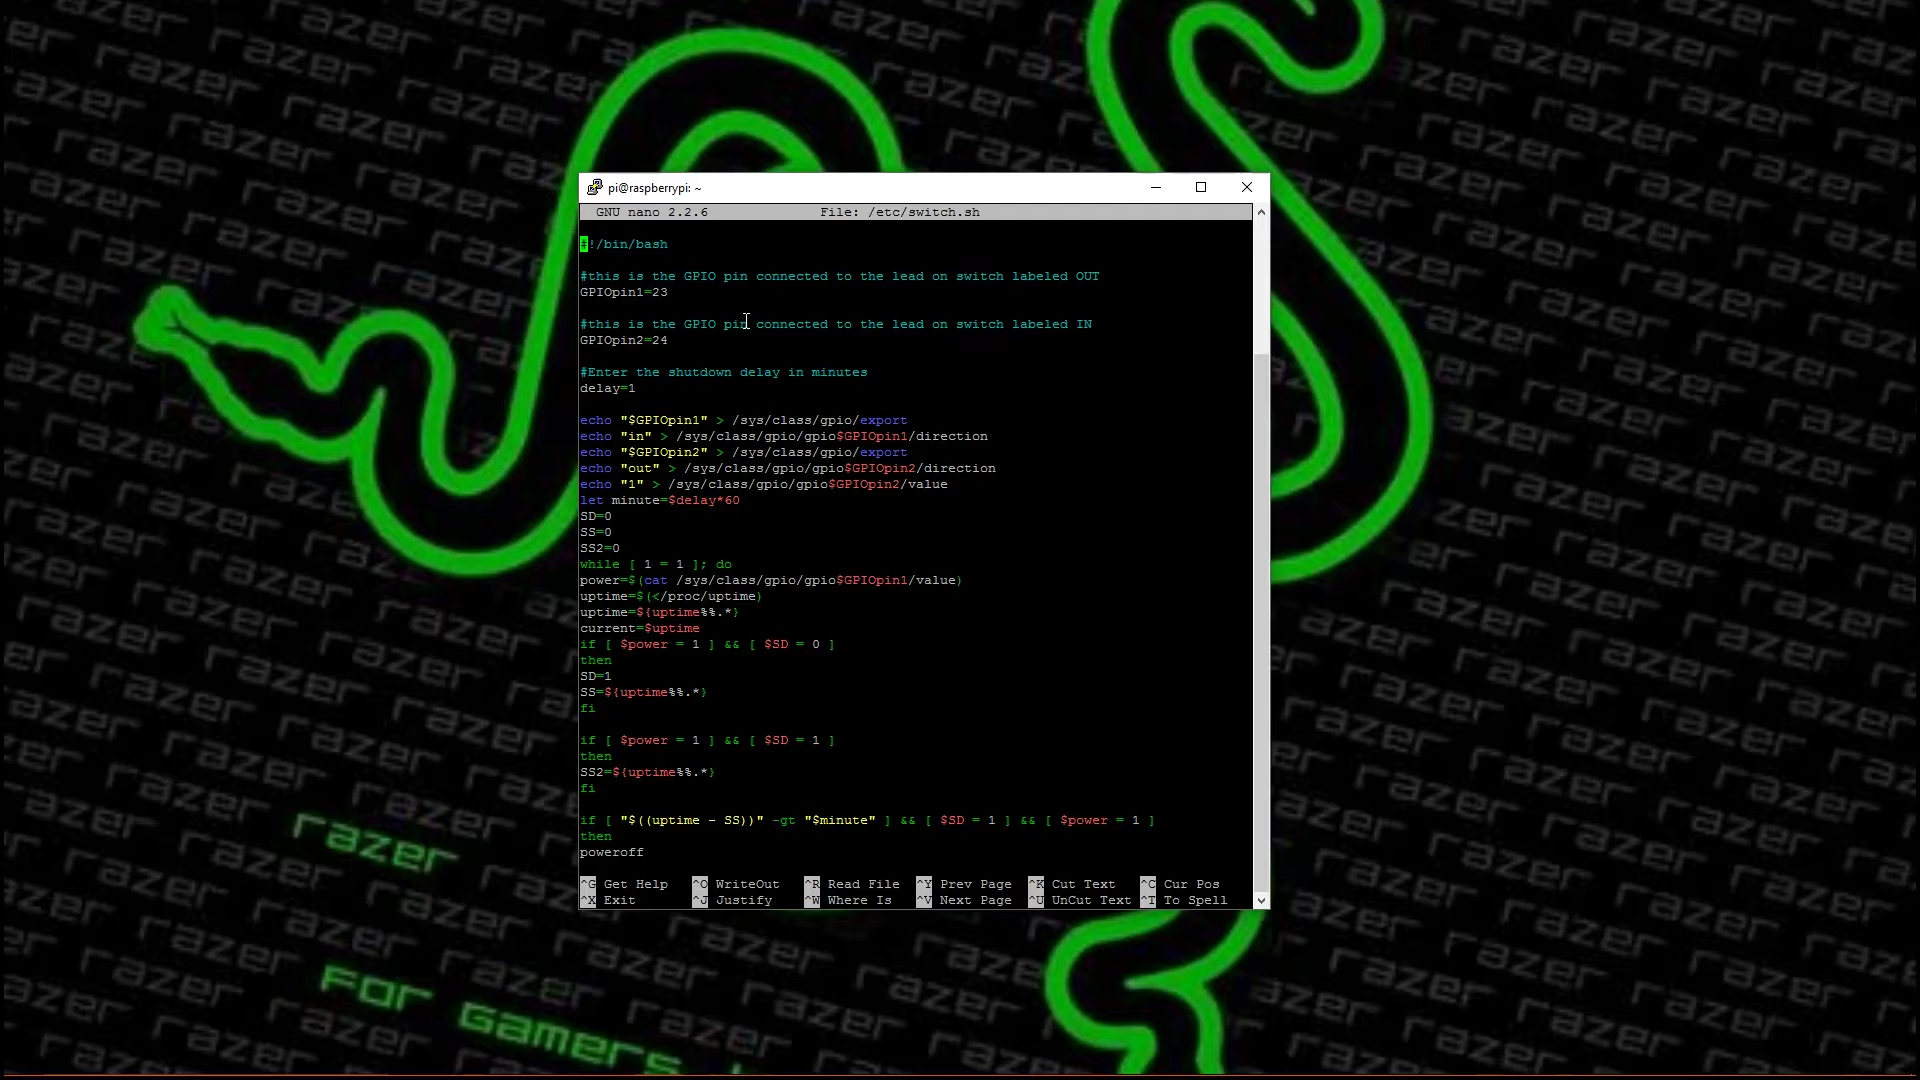 pi@raspberrypi: ~
GNU nano 2.2.6 File: /etc/switch.sh
#!/bin/bash
#this is the GPIO pin connected to the lead on switch labeled OUT
GPIOpin1=23
#this is the GPIO pin connected to the lead on switch labeled IN
GPIOpin2=24
#Enter the shutdown delay in minutes
delay=1
echo "$GPIOpin1" > /sys/class/gpio/export
echo "in" > /sys/class/gpio/gpio$GPIOpin1/direction
echo "$GPIOpin2" > /sys/class/gpio/export
echo "out" > /sys/class/gpio/gpio$GPIOpin2/direction
echo "1" > /sys/class/gpio/gpio$GPIOpin2/value
let minute=$delay*60
SD=0
SS=0
SS2=0
while [ 1 = 1 ]; do
power=$(cat /sys/class/gpio/gpio$GPIOpin1/value)
uptime=$(</proc/uptime)
uptime=${uptime%%.*}
current=$uptime
if [ $power = 1 ] && [ $SD = 0 ]
then
SD=1
SS=${uptime%%.*}
fi
if [ $power = 1 ] && [ $SD = 1 ]
then
SS2=${uptime%%.*}
fi
if [ "$((uptime - SS))" -gt "$minute" ] && [ $SD = 1 ] && [ $power = 1 ]
then
poweroff
^G Get Help ^O WriteOut ^R Read File ^Y Prev Page ^K Cut Text ^C Cur Pos
^X Exit ^J Justify ^W Where Is ^V Next Page ^U UnCut Text ^T To Spell
razer
For Gamers